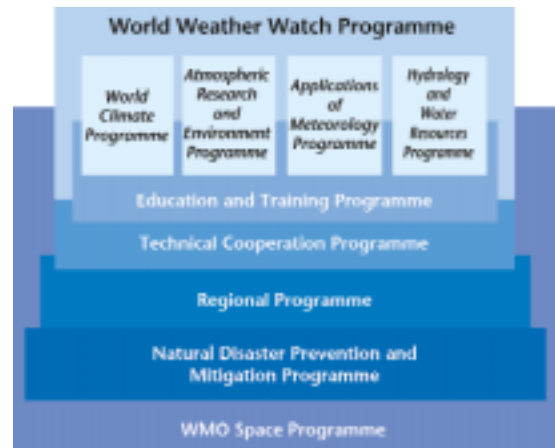 World Weather Watch Programme
World
Climate
Programme
Atmospheric
Research
and
Environment
Programme
Applications
of
Meteorology
Programme
Hydrology
and
Water
Resources
Programme
Education and Training Programme
Technical Cooperation Programme
Regional Programme
Natural Disaster Prevention and
Mitigation Programme
WMO Space Programme